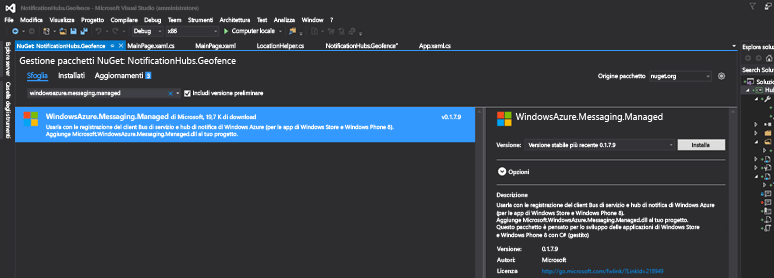 NotificationHubs.Geofence - Microsoft Visual Studio (amministratore)
File Modifica Visualizza Progetto Compilare Debug Team Strumenti Architettura Test Analizza Window ?
Debug x86 Computer locale
NuGet: NotificationHubs.Geofence MainPage.xaml.cs MainPage.xaml LocationHelper.cs NotificationHubs.Geofence* App.xaml.cs
Esplora server
Casella degli strumenti
Gestione pacchetti NuGet: NotificationHubs.Geofence
Sfoglia Installati Aggiornamenti
Origine pacchetto nuget.org
windowsazure.messaging.managed
Includi versione preliminare
WindowsAzure.Messaging.Managed di Microsoft, 13,7 K di download v0.1.7.9
Usarla con la registrazione del client Bus di servizio e hub di notifica di Windows Azure (per le app di Windows Store e Windows Phone 8).
Aggiunge Microsoft.WindowsAzure.Messaging.Managed.dll al tuo progetto.
WindowsAzure.Messaging.Managed
Versione: Versione stabile più recente 0.1.7.9 Installa
Opzioni
Descrizione
Usarla con la registrazione del client Bus di servizio e hub di notifica di Windows Azure
(per le app di Windows Store e Windows Phone 8).
Aggiunge Microsoft.WindowsAzure.Messaging.Managed.dll al tuo progetto.
Questo pacchetto è pensato per lo sviluppo delle applicazioni di Windows Store
e Windows Phone 8 con C# (gestito)
Versione: 0.1.7.9
Autori: Microsoft
Licenza http://go.microsoft.com/fwlink/?LinkId=218949
Esplora solu
Search Solu
Soluzio
Hu